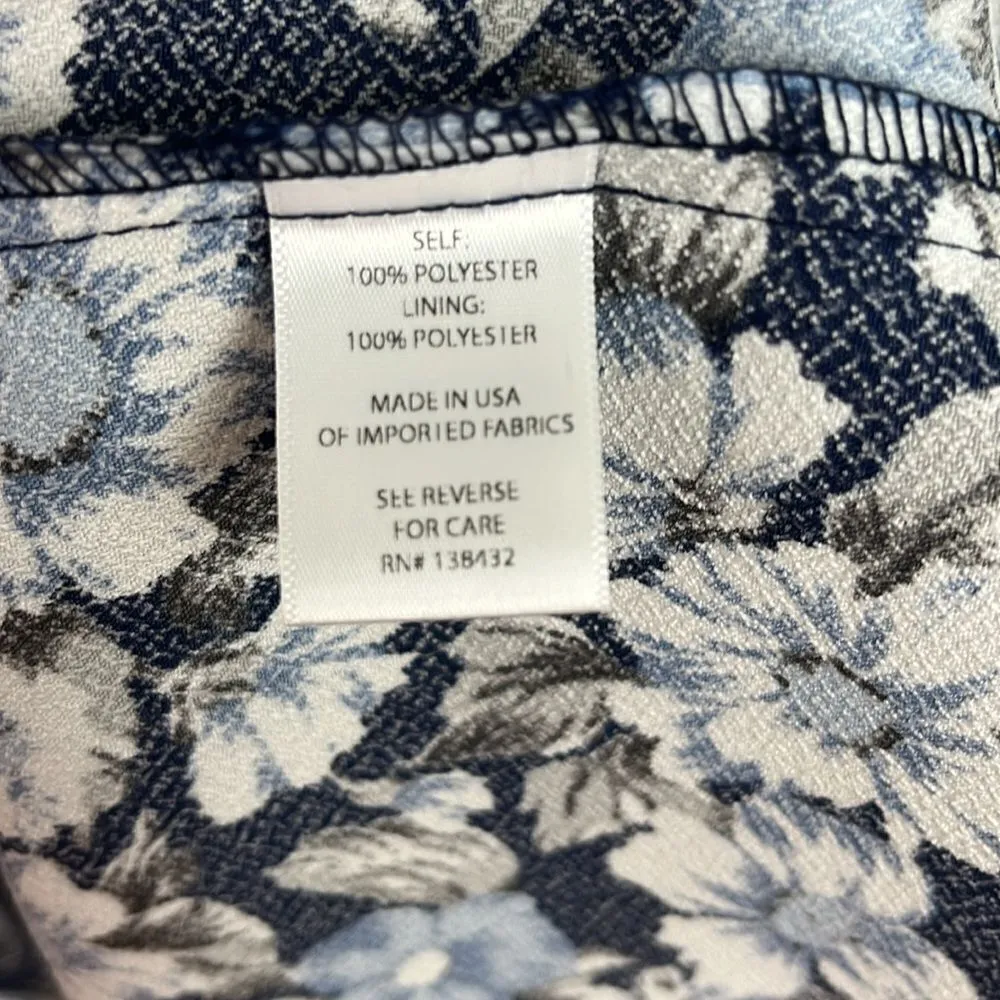 SELF:
100% POLYESTER
LINING:
100% POLYESTER
MADE IN USA
OF IMPORTED FABRICS
SEE REVERSE
FOR CARE
RN# 138432